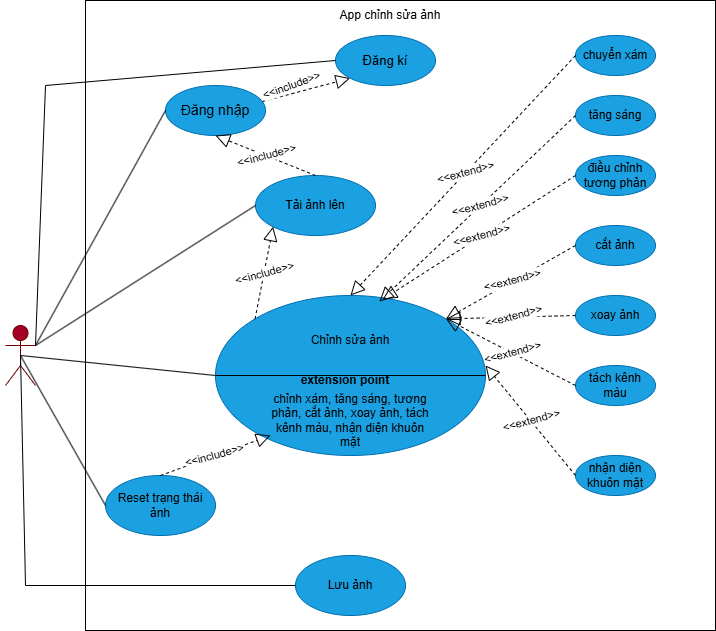 App chỉnh sửa ảnh
Đăng kí
chuyển xám
<<include>>
Đăng nhập
tăng sáng
<<include>>
<<extend>>
điều chỉnh
tương phản
Tải ảnh lên
<<extend>>
<<extend>>
cắt ảnh
<<include>>
<<extend>>
xoay ảnh
<<extend>>
Chỉnh sửa ảnh
<<extend>>
extension point
chỉnh xám, tăng sáng, tương
phản, cắt ảnh, xoay ảnh, tách
kênh màu, nhận diện khuôn
mặt
tách kênh
màu
<<extend>>
<<include>>
nhận diện
khuôn mặt
Reset trạng thái
ảnh
Lưu ảnh